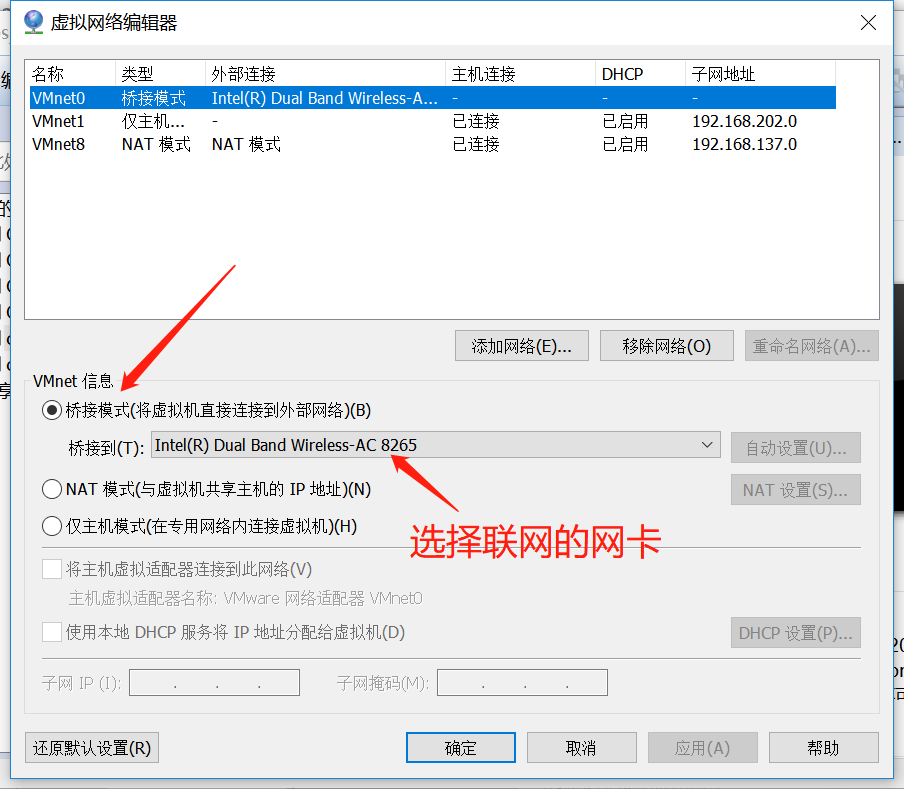 虚拟网络编辑器
名称 类型 外部连接 主机连接 DHCP 子网地址
VMnet0 桥接模式 Intel(R) Dual Band Wireless-A... - - -
VMnet1 仅主机... - 已连接 已启用 192.168.202.0
VMnet8 NAT 模式 NAT 模式 已连接 已启用 192.168.137.0
添加网络(E)... 移除网络(O) 重命名网络(A)...
VMnet 信息
桥接模式(将虚拟机直接连接到外部网络)(B)
桥接到(T): Intel(R) Dual Band Wireless-AC 8265 自动设置(U)...
NAT 模式(与虚拟机共享主机的 IP 地址)(N) NAT 设置(S)...
仅主机模式(在专用网络内连接虚拟机)(H)
选择联网的网卡
将主机虚拟适配器连接到此网络(V)
主机虚拟适配器名称: VMware 网络适配器 VMnet0
使用本地 DHCP 服务将 IP 地址分配给虚拟机(D) DHCP 设置(P)...
子网 IP (I): . . . 子网掩码(M): . . .
还原默认设置(R) 确定 取消 应用(A) 帮助